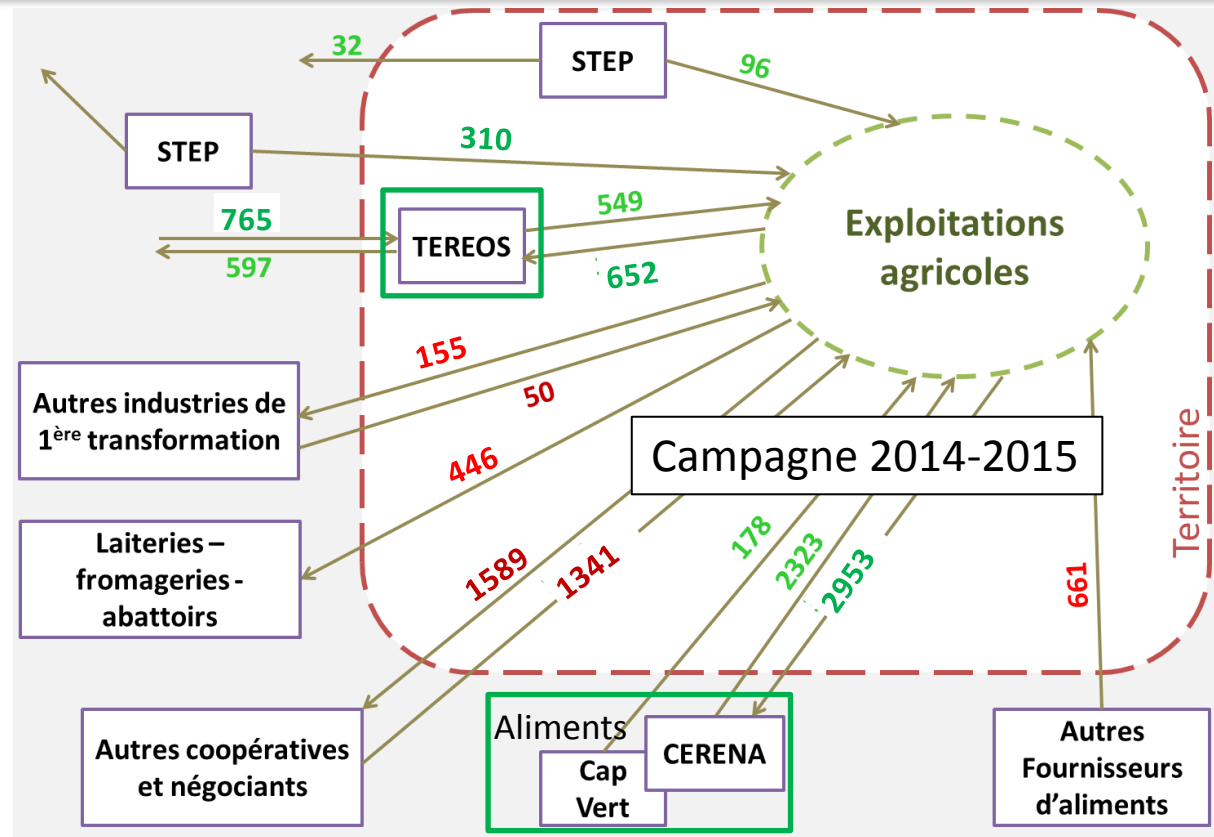 32
STEP
96
STEP
310
765
TEREOS
549
597
652
Exploitations
agricoles
155
50
Autres industries de
1ère transformation
446
Campagne 2014-2015
Territoire
Laiteries –
fromageries -
abattoirs
1589
1341
178
2323
2953
661
Autres coopératives
et négociants
Aliments
CERENA
Cap
Vert
Autres
Fournisseurs
d'aliments